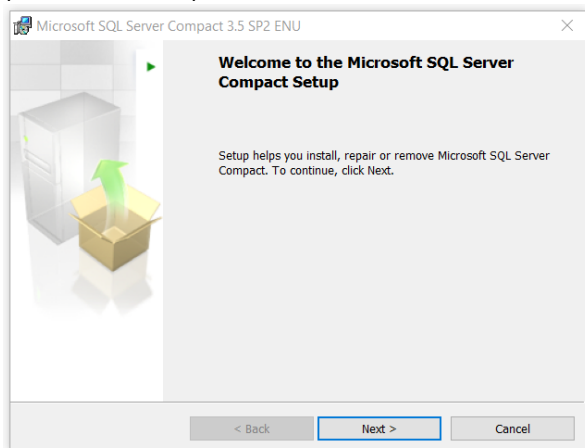 Microsoft SQL Server Compact 3.5 SP2 ENU
Welcome to the Microsoft SQL Server
Compact Setup
Setup helps you install, repair or remove Microsoft SQL Server
Compact. To continue, click Next.
< Back
Next >
Cancel